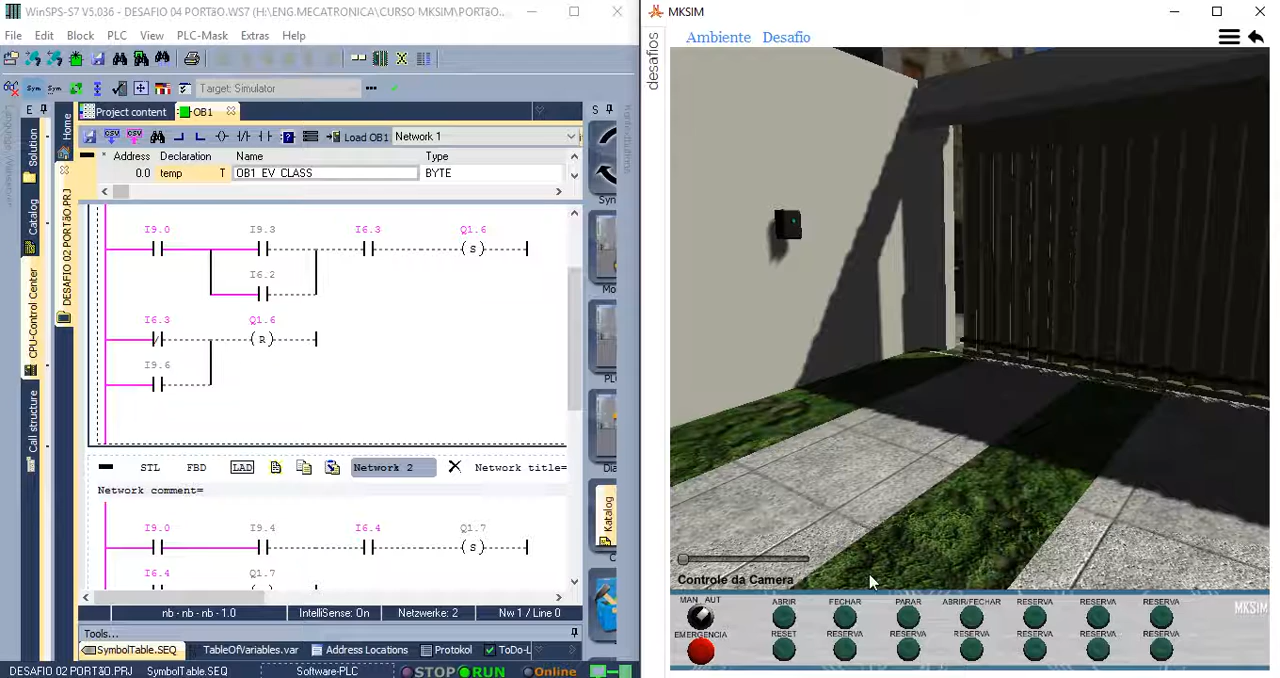 WinSPS-S7 V5.036 - DESAFIO 04 PORTãO.WS7 (H:\ENG.MECATRONICA\CURSO MKSIM\PORTãO...
File Edit Block PLC View PLC-Mask Extras Help
Target: Simulator
E
Solution
Catalog
CPU-Control Center
Call structure
Home
DESAFIO 02 PORTãO.PRJ
Project content
OB1
S
Load OB1
Network 1
* Address Declaration Name Type
0.0 temp T OB1_EV_CLASS BYTE
Syn
I9.0 I9.3 I6.3 Q1.6
S
I6.2
Mo
I6.3 Q1.6
R
I9.6
PL
STL FBD LAD Network 2 Network title=
Dia
Network comment=
Katalog
I9.0 I9.4 I6.4 Q1.7
S
I6.4 Q1.7
nb - nb - nb - 1.0 IntelliSense: On Netzwerke: 2 Nw 1 / Line 0
Tools...
SymbolTable.SEQ TableOfVariables.var Address Locations Protokol ToDo-L
DESAFIO 02 PORTãO.PRJ SymbolTable.SEQ Software-PLC STOP RUN Online
MKSIM
desafios
Ambiente Desafio
Controle da Camera
MAN AUT ABRIR FECHAR PARAR ABRIR/FECHAR RESERVA RESERVA RESERVA
MKSIM
EMERGENCIA RESET RESERVA RESERVA RESERVA RESERVA RESERVA RESERVA